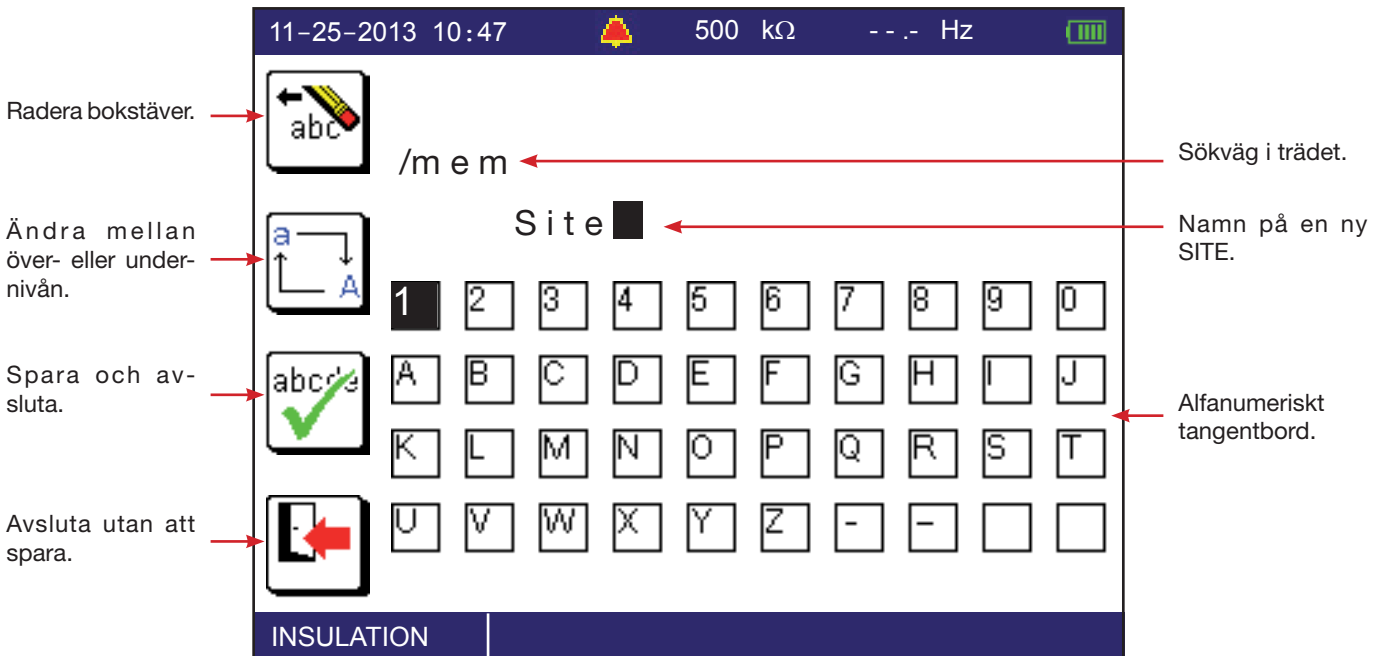 11-25-2013 10:47 500 kΩ - - .- Hz
Radera bokstäver.
abc
/mem
Sökväg i trädet.
Ändra mellan
över- eller under-
nivån.
a
A
Site
Namn på en ny
SITE.
1 2 3 4 5 6 7 8 9 0
Spara och av-
sluta.
abcde
A B C D E F G H I J
K L M N O P Q R S T
U V W X Y Z - –
Alfanumeriskt
tangentbord.
Avsluta utan att
spara.
INSULATION